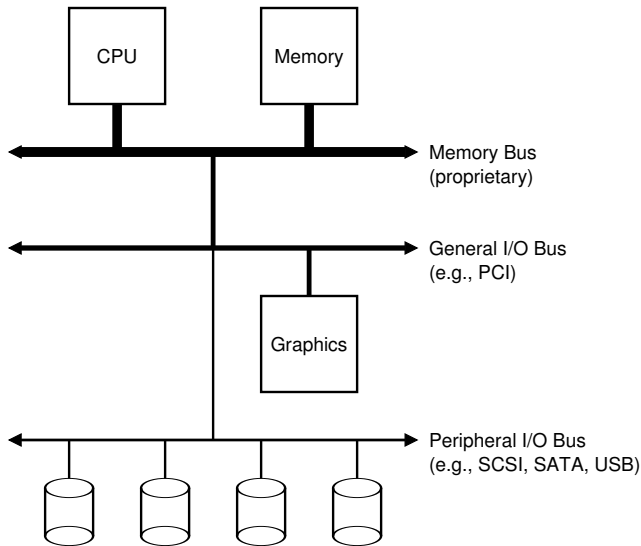 CPU
Memory
Memory Bus
(proprietary)
General I/O Bus
(e.g., PCI)
Graphics
Peripheral I/O Bus
(e.g., SCSI, SATA, USB)